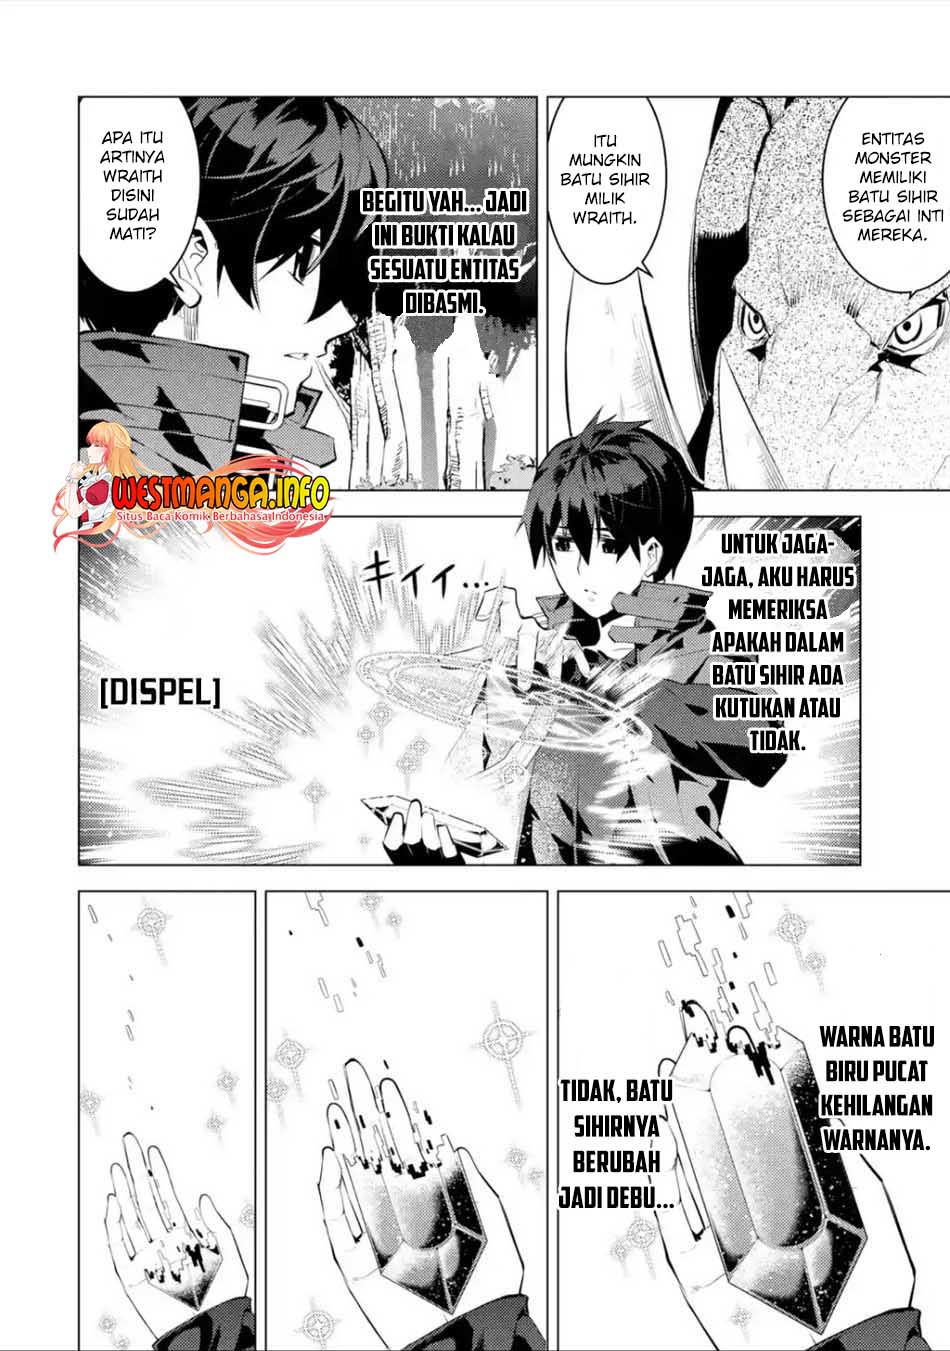 ENTITAS
MONSTER
MEMILIKI
BATU SIHIR
SEBAGAI INTI
MEREKA.
ITU
MUNGKIN
BATU SIHIR
MILIK
WRAITH.
BEGITU YAH... JADI
INI BUKTI KALAU
SESUATU ENTITAS
DIBASMI.
APA ITU
ARTINYA
WRAITH
DISINI
SUDAH
MATI?
WESTMANGA.INFO
Situs Baca Komik Berbahasa Indonesia
UNTUK JAGA-
JAGA, AKU HARUS
MEMERIKSA
APAKAH DALAM
BATU SIHIR ADA
KUTUKAN ATAU
TIDAK.
キィィ...
[DISPEL]
WARNA BATU
BIRU PUCAT
KEHILANGAN
WARNANYA.
TIDAK, BATU
SIHIRNYA
BERUBAH
JADI DEBU...